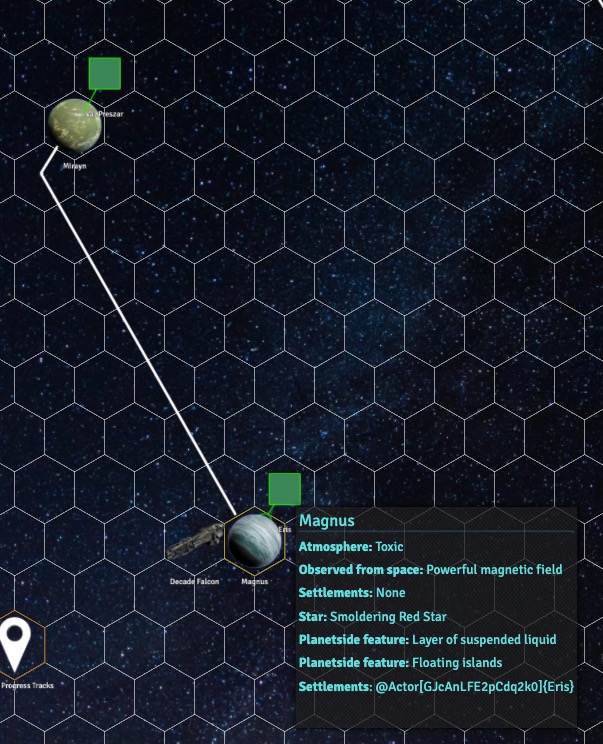 Mirayn
Eris
Decade Falcon
Magnus
Progress Tracks
Magnus
Atmosphere: Toxic
Observed from space: Powerful magnetic field
Settlements: None
Star: Smoldering Red Star
Planetside feature: Layer of suspended liquid
Planetside feature: Floating islands
Settlements: @Actor[GJcAnLFE2pCdq2k0]{Eris}